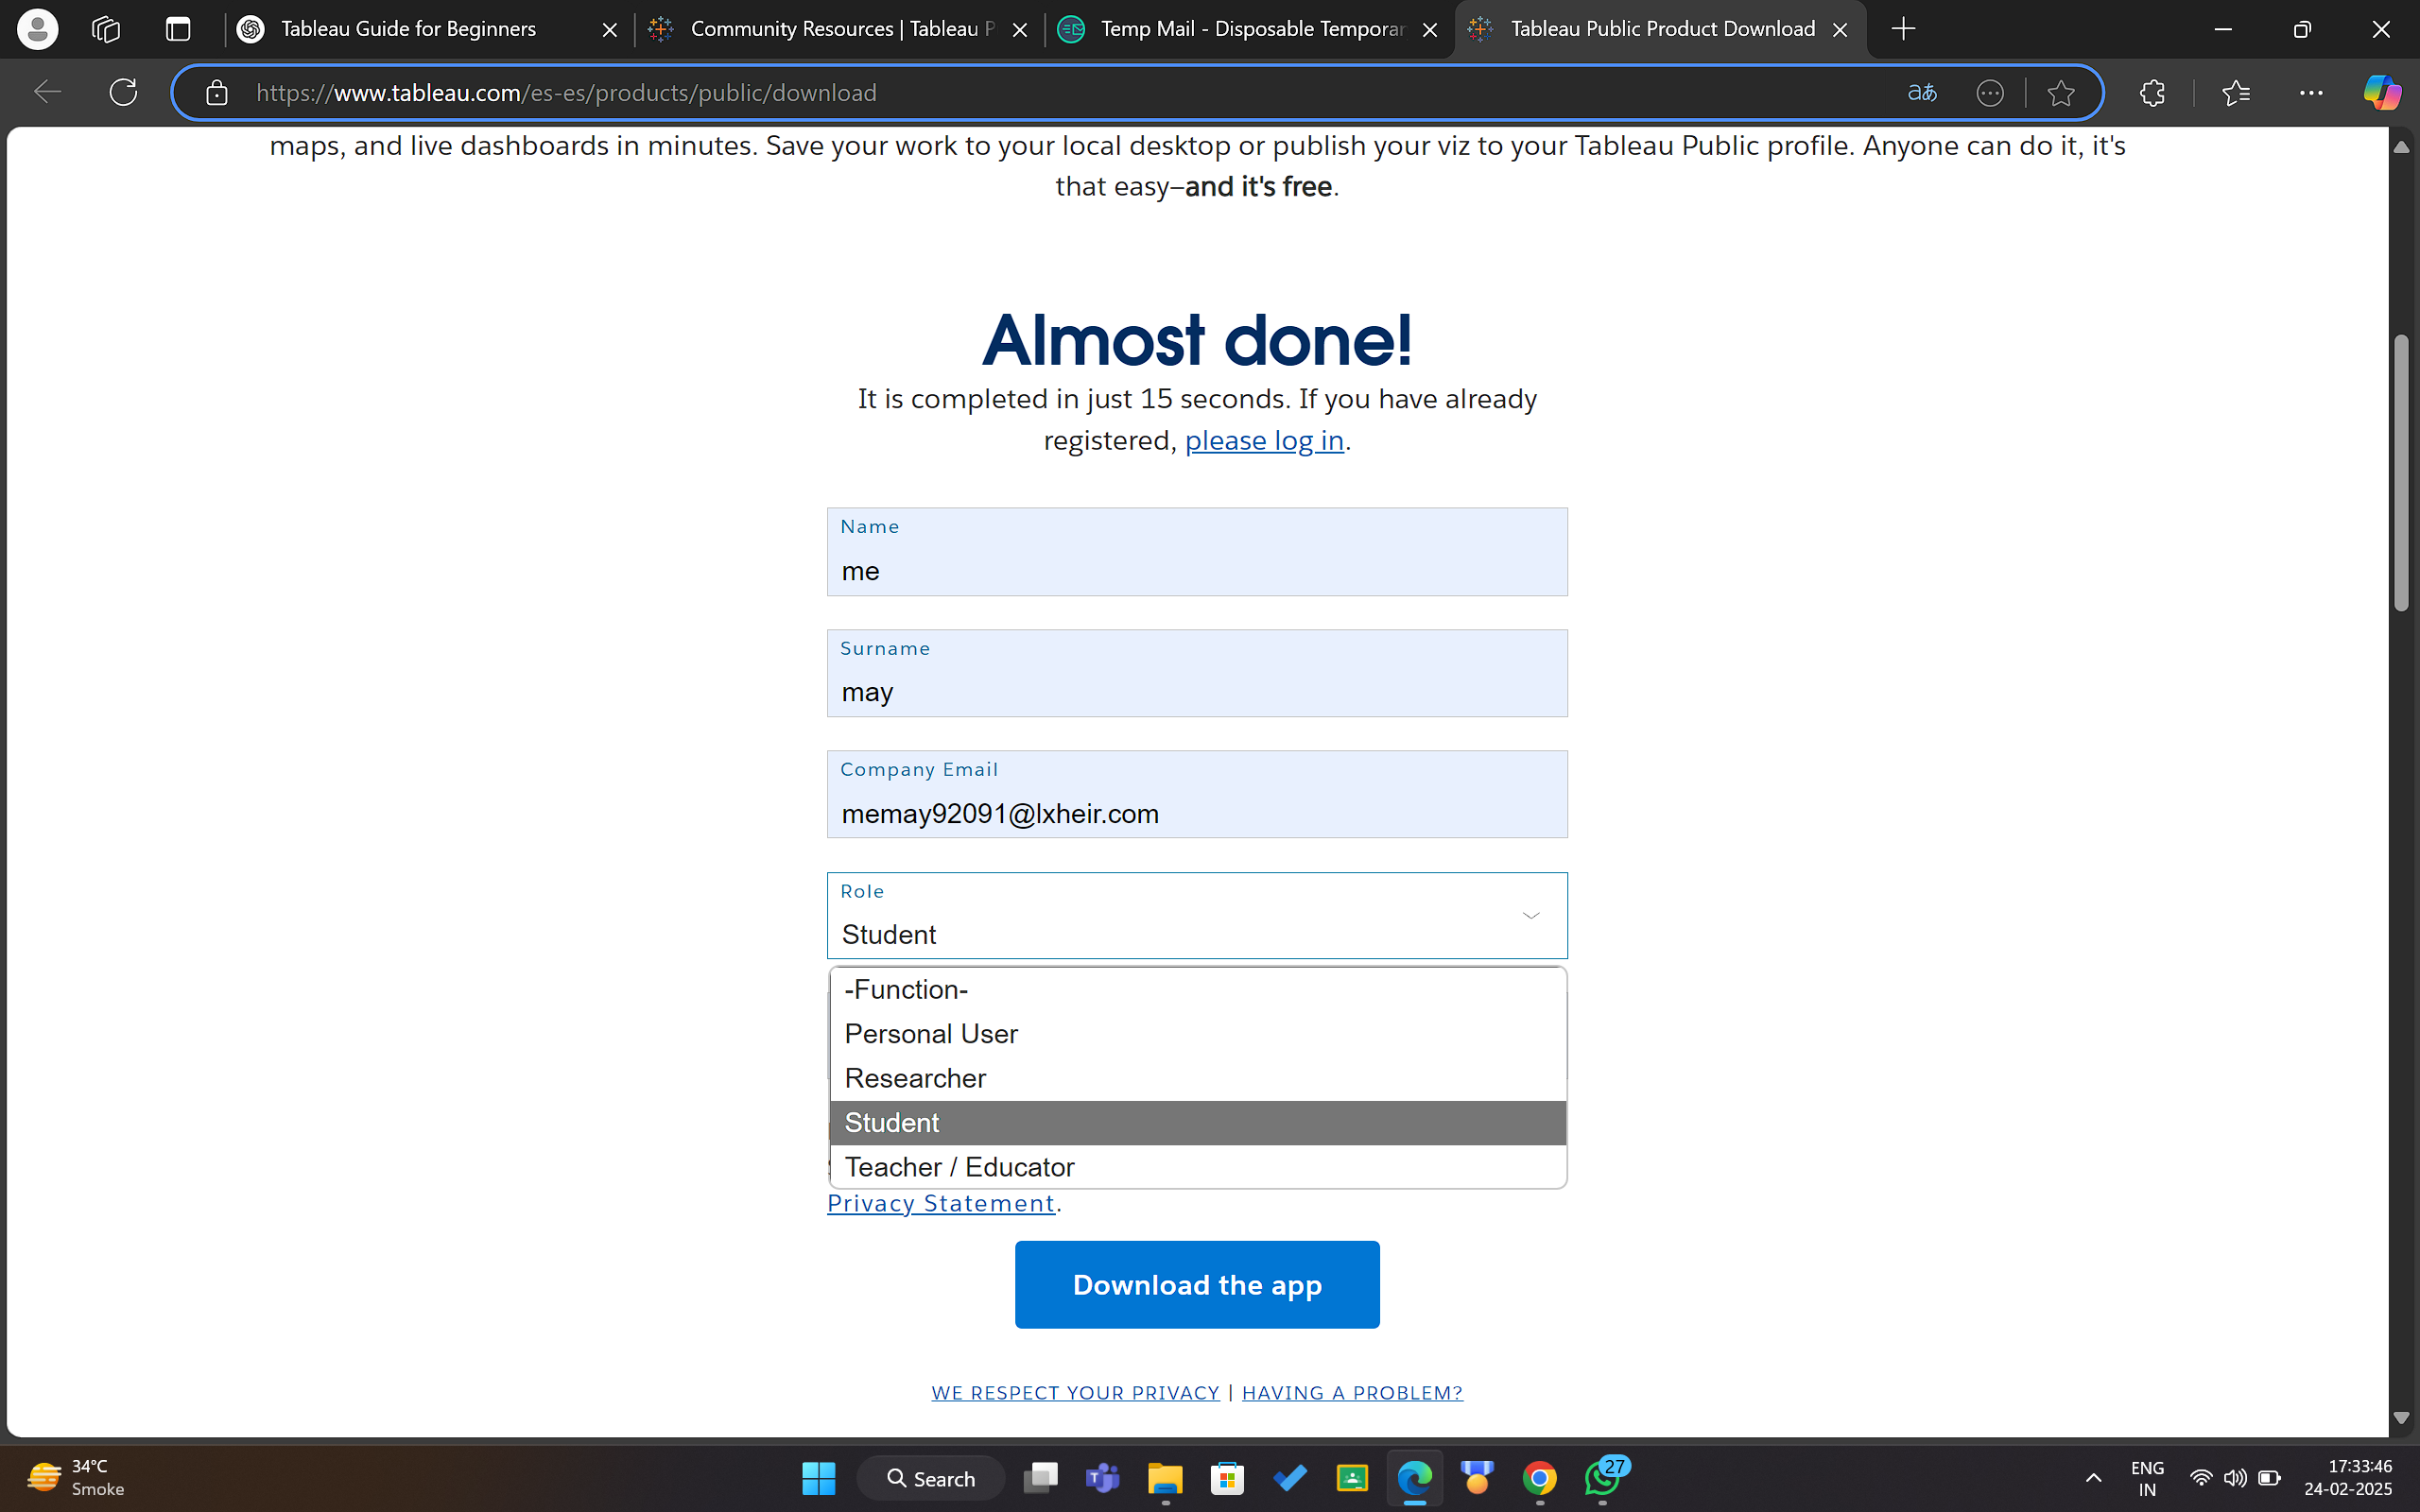 Tableau Guide for Beginners
Community Resources | Tableau P
Temp Mail - Disposable Temporar
Tableau Public Product Download
https://www.tableau.com/es-es/products/public/download
maps, and live dashboards in minutes. Save your work to your local desktop or publish your viz to your Tableau Public profile. Anyone can do it, it's
that easy—and it's free.
Almost done!
It is completed in just 15 seconds. If you have already
registered, please log in.
Name
me
Surname
may
Company Email
memay92091@lxheir.com
Role
Student
-Function-
Personal User
Researcher
Student
Teacher / Educator
Privacy Statement.
Download the app
WE RESPECT YOUR PRIVACY | HAVING A PROBLEM?
34°C
Smoke
Search
27
ENG
IN
17:33:46
24-02-2025